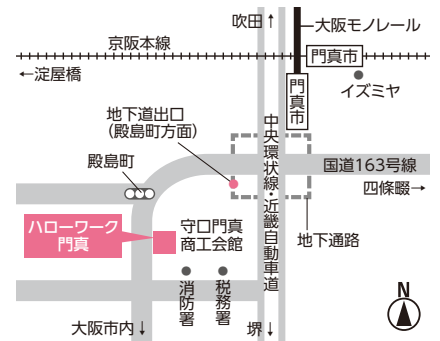 吹田↑
大阪モノレール
京阪本線
門真市
←淀屋橋
門真市
イズミヤ
地下道出口
(殿島町方面)
中央環状線・近畿自動車道
殿島町
国道163号線
四條畷→
ハローワーク
門真
守口門真
商工会館
地下通路
消防署
税務署
大阪市内↓
堺↓
N